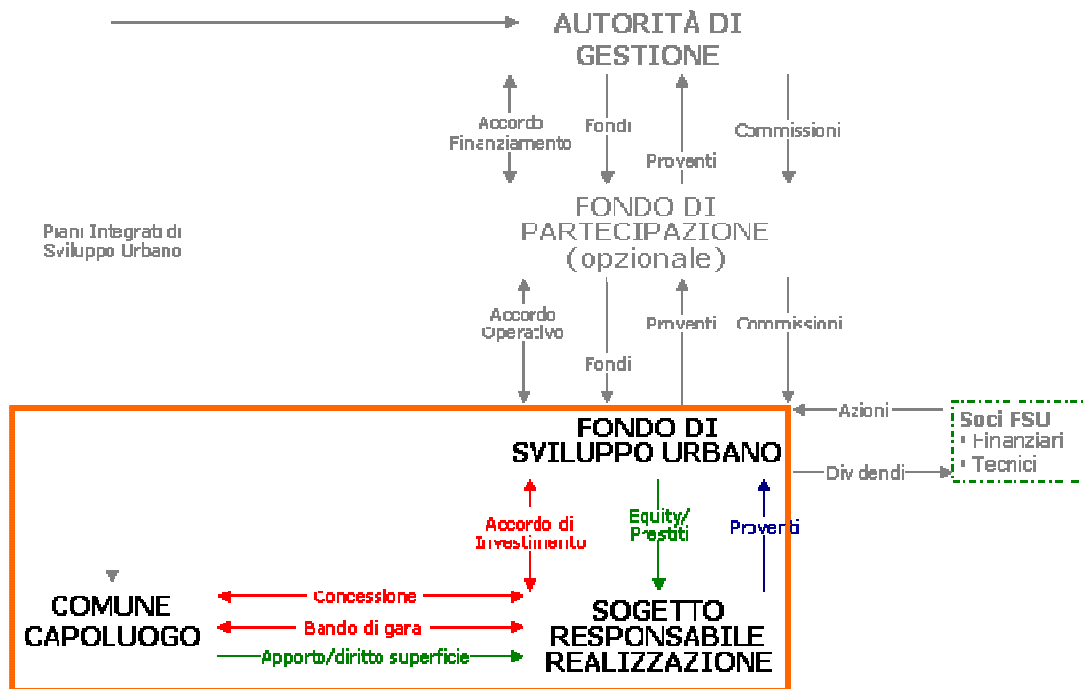 AUTORITÀ DI
GESTIONE
Accordo
Finanziamento
Fondi
Proventi
Commissioni
Piani Integrati di
Sviluppo Urbano
FONDO DI
PARTECIPAZIONE
(opzionale)
Accordo
Operativo
Fondi
Proventi
Commissioni
FONDO DI
SVILUPPO URBANO
Azioni
Dividendi
Soci FSU
• Finanziari
• Tecnici
Accordo di
Investimento
Equity/
Prestiti
Proventi
COMUNE
CAPOLUOGO
Concessione
Bando di gara
Apporto/diritto superficie
SOGETTO
RESPONSABILE
REALIZZAZIONE